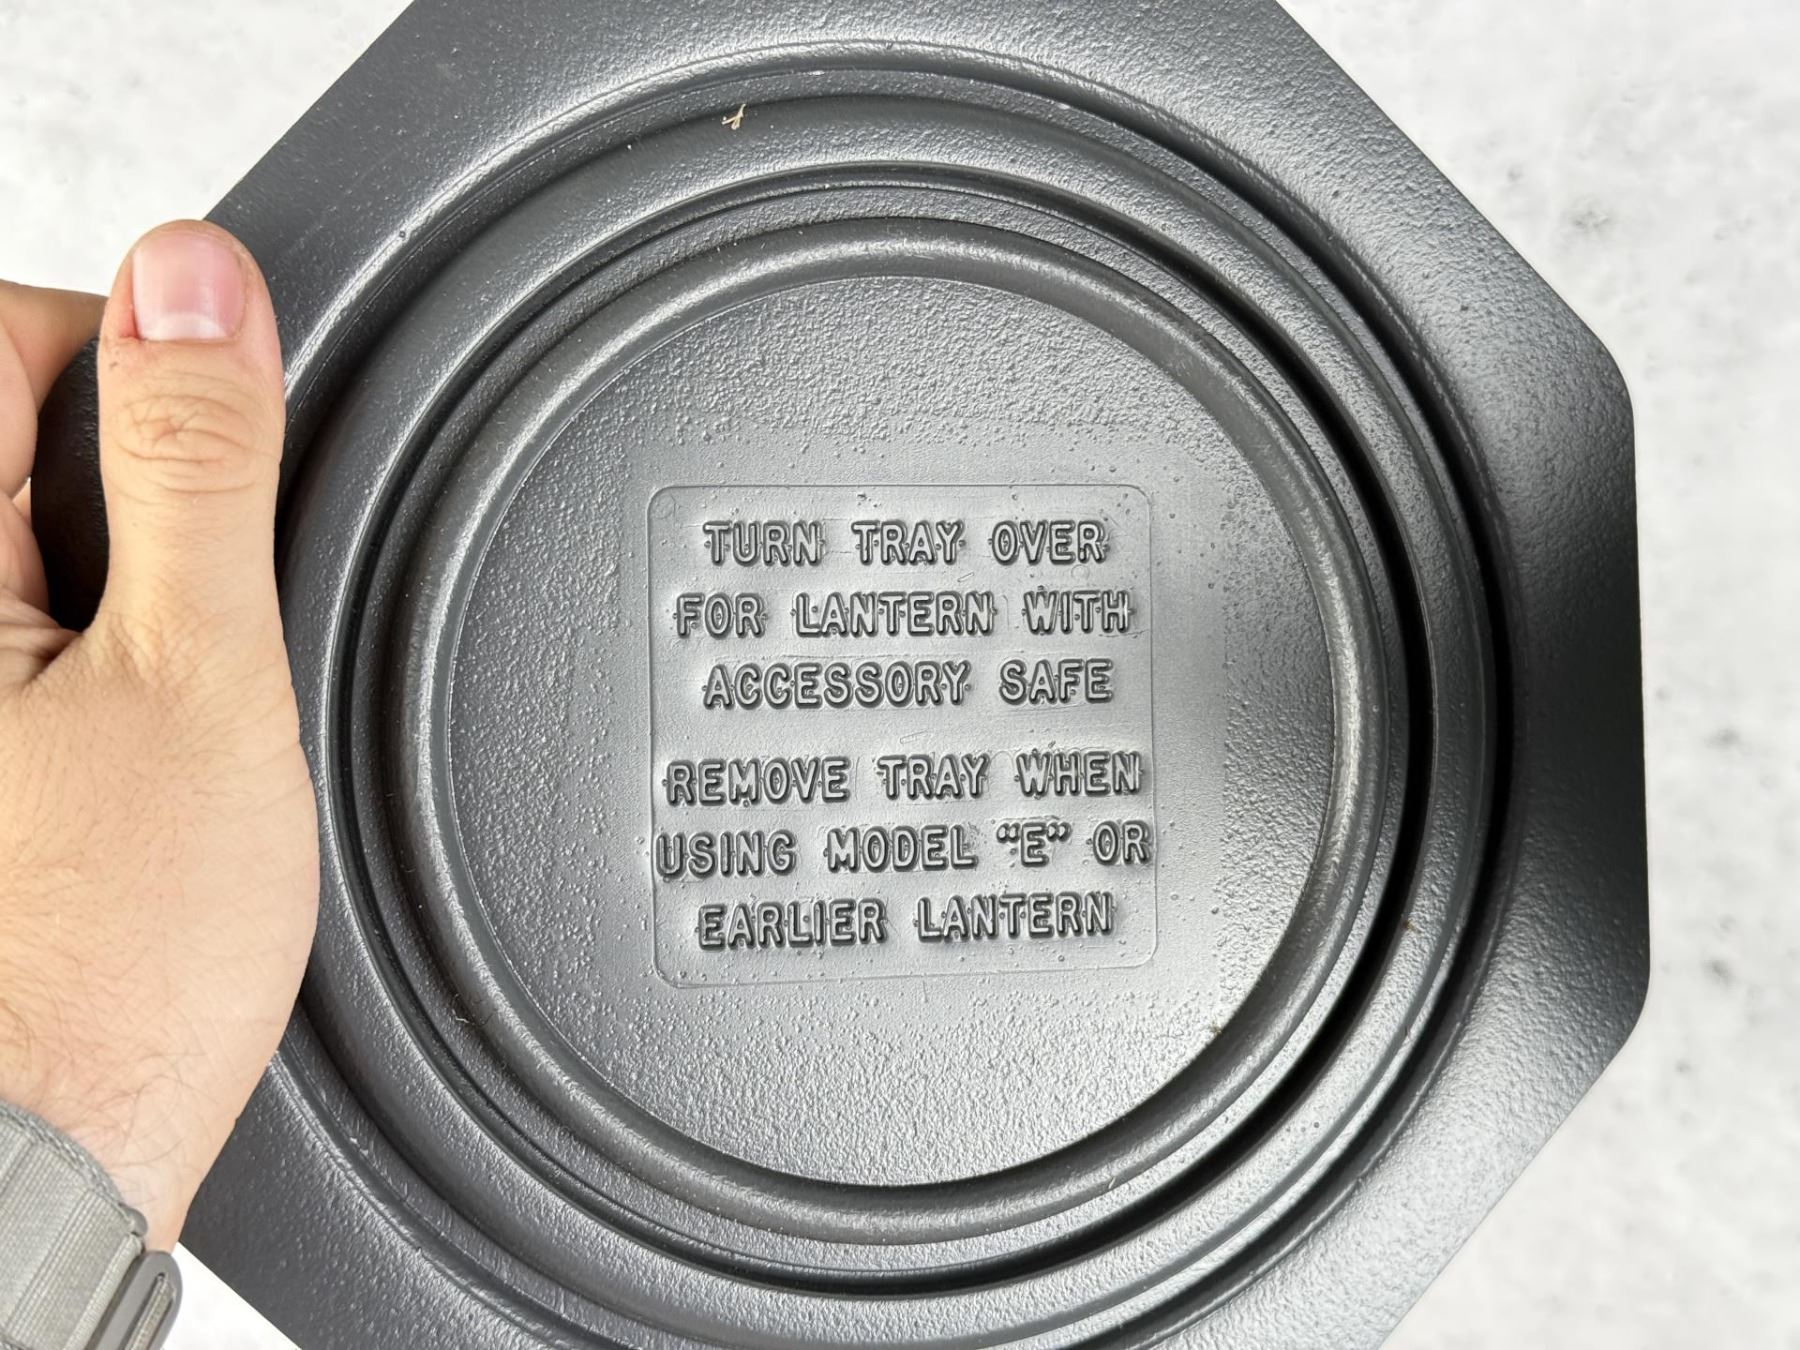 TURN TRAY OVER
FOR LANTERN WITH
ACCESSORY SAFE
REMOVE TRAY WHEN
USING MODEL “E” OR
EARLIER LANTERN